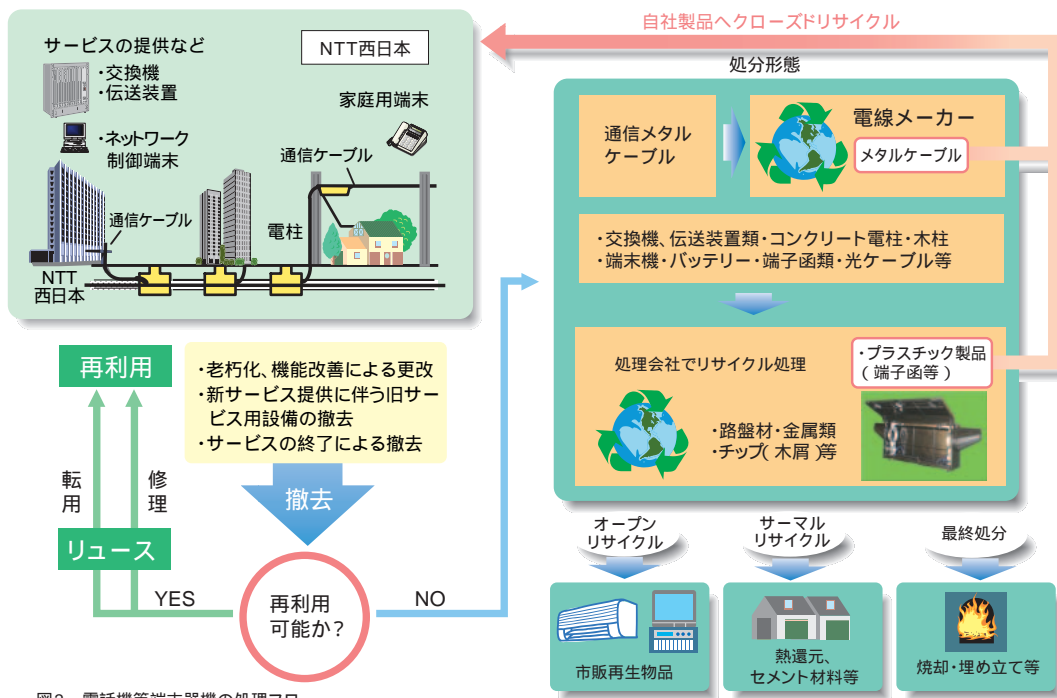 自社製品へクローズドリサイクル
サービスの提供など
・交換機
・伝送装置
NTT西日本
家庭用端末
・ネットワーク
制御端末
通信ケーブル
通信ケーブル
電柱
NTT
西日本
処分形態
通信メタル
ケーブル
電線メーカー
メタルケーブル
・交換機、伝送装置類・コンクリート電柱・木柱
・端末機・バッテリー・端子函類・光ケーブル等
処理会社でリサイクル処理
・プラスチック製品
(端子函等)
・路盤材・金属類
・チップ(木屑)等
再利用
・老朽化、機能改善による更改
・新サービス提供に伴う旧サー
ビス用設備の撤去
・サービスの終了による撤去
転用
修理
撤去
リュース
YES
再利用
可能か?
NO
オープン
リサイクル
サーマル
リサイクル
最終処分
市販再生物品
熱還元、
セメント材料等
焼却・埋め立て等